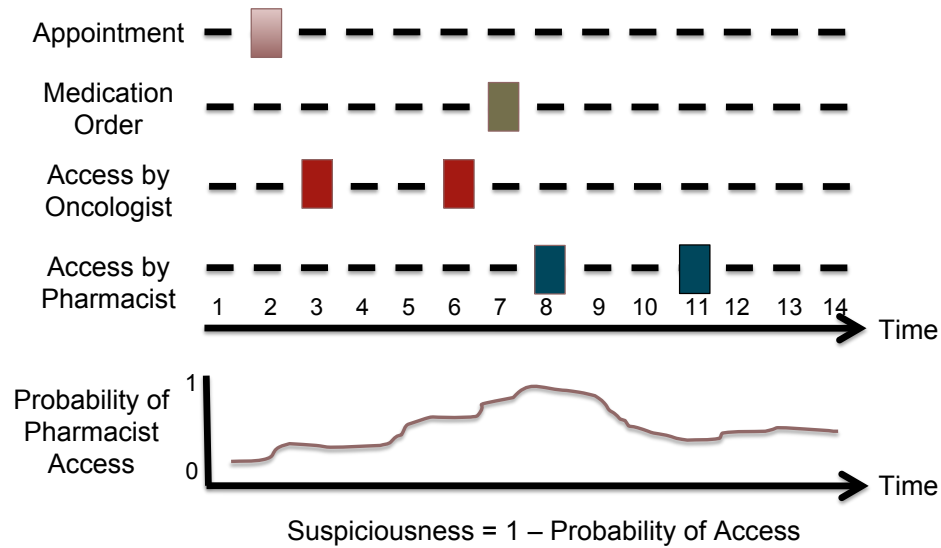 Appointment
Medication
Order
Access by
Oncologist
Access by
Pharmacist
1 2 3 4 5 6 7 8 9 10 11 12 13 14
Time
Probability of
Pharmacist
Access
1
0
Time
Suspiciousness = 1 – Probability of Access